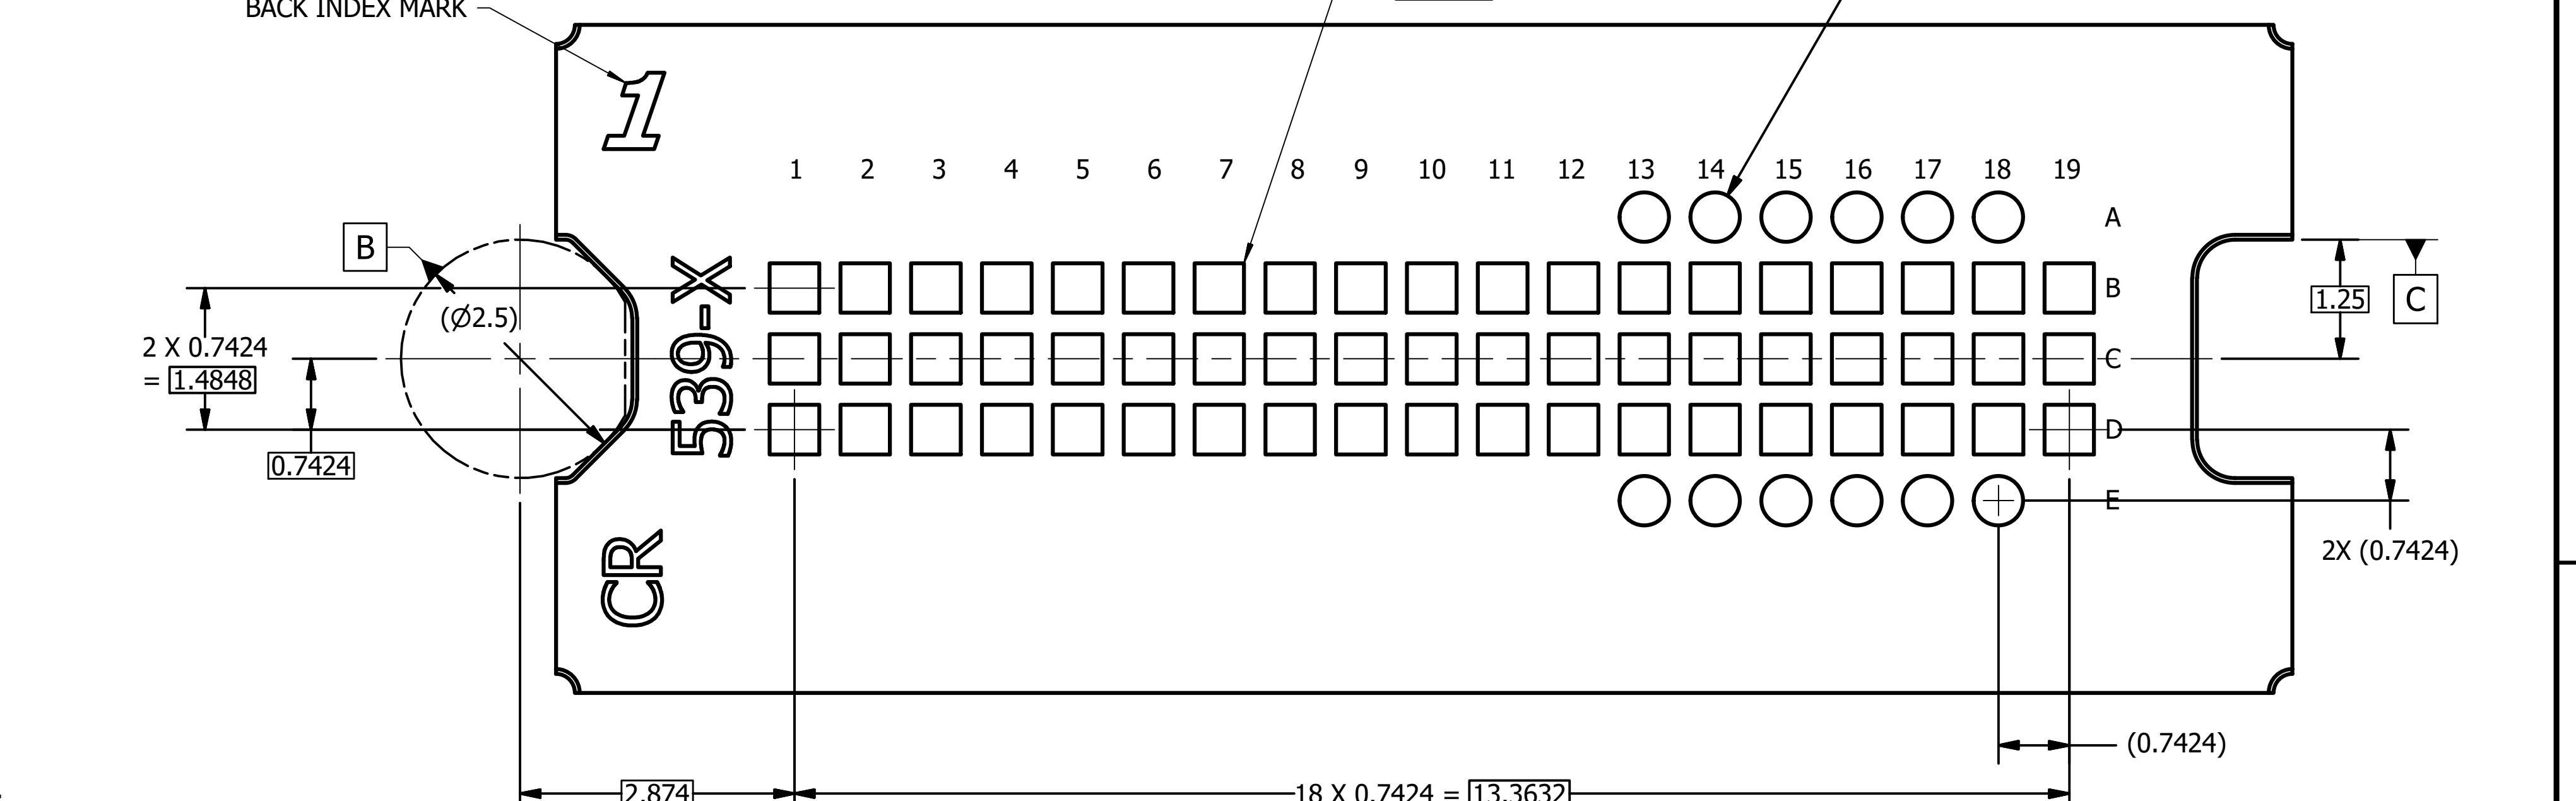 BACK INDEX MARK
1
1 2 3 4 5 6 7 8 9 10 11 12 13 14 15 16 17 18 19
A
B
B
(Ø2.5)
539-X
1.25
C
2 X 0.7424
= 1.4848
C
0.7424
D
E
2X (0.7424)
CR
(0.7424)
2.874
18 X 0.7424 = 13.3632